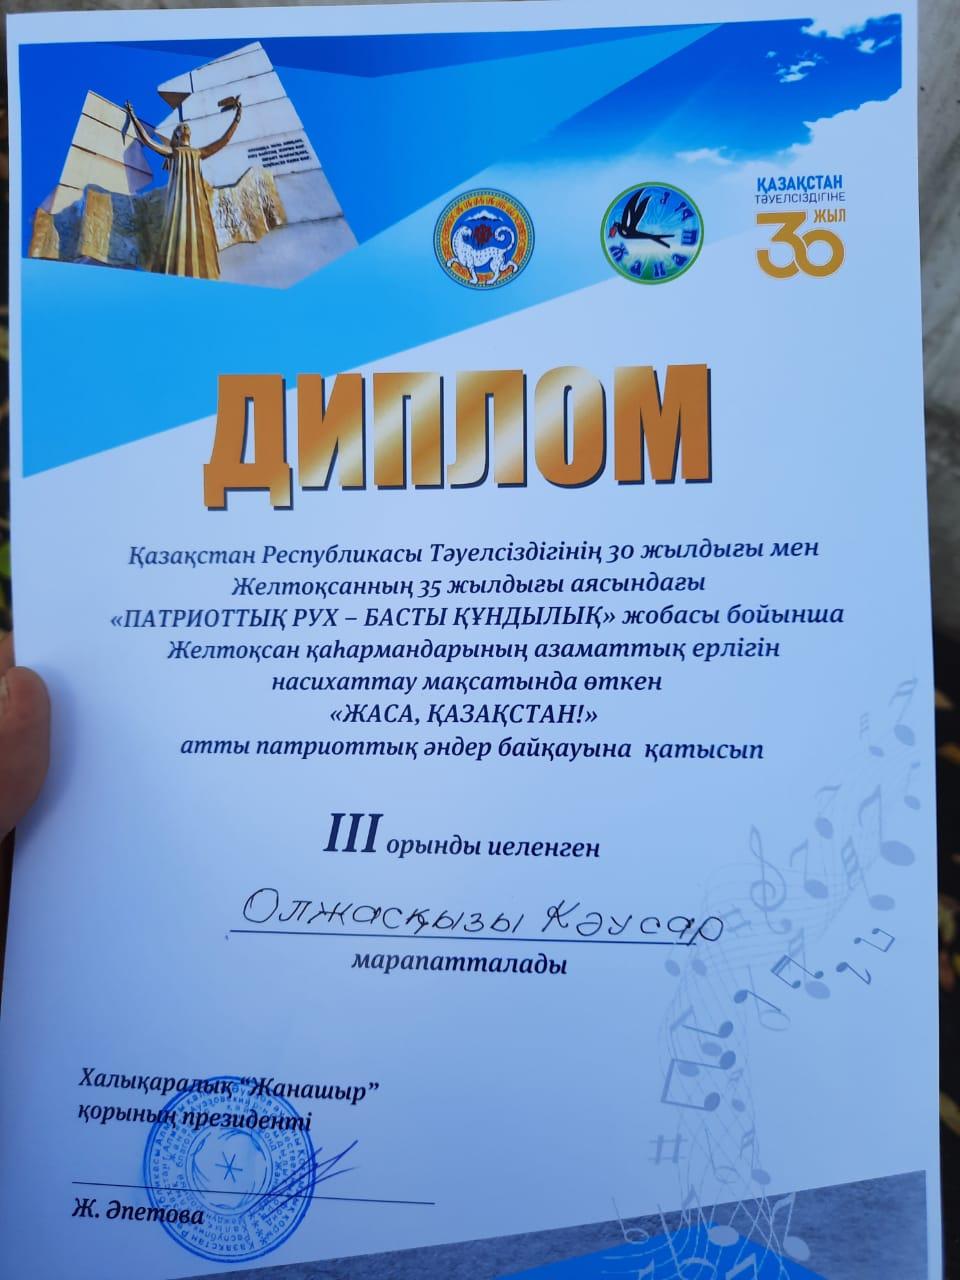 ҚАЗАҚСТАН
ТӘУЕЛСІЗДІГІНЕ
30 ЖЫЛ
Жанашыр
ДИПЛОМ
Қазақстан Республикасы Тәуелсіздігінің 30 жылдығы мен
Желтоқсанның 35 жылдығы аясындағы
«ПАТРИОТТЫҚ РУХ – БАСТЫ ҚҰНДЫЛЫҚ» жобасы бойынша
Желтоқсан қаһармандарының азаматтық ерлігін
насихаттау мақсатында өткен
«ЖАСА, ҚАЗАҚСТАН!»
атты патриоттық әндер байқауына қатысып
III орынды иеленген
Олжасқызы Кәусар
марапатталады
Халықаралық “Жанашыр”
қорының президенті
Ж. Әпетова